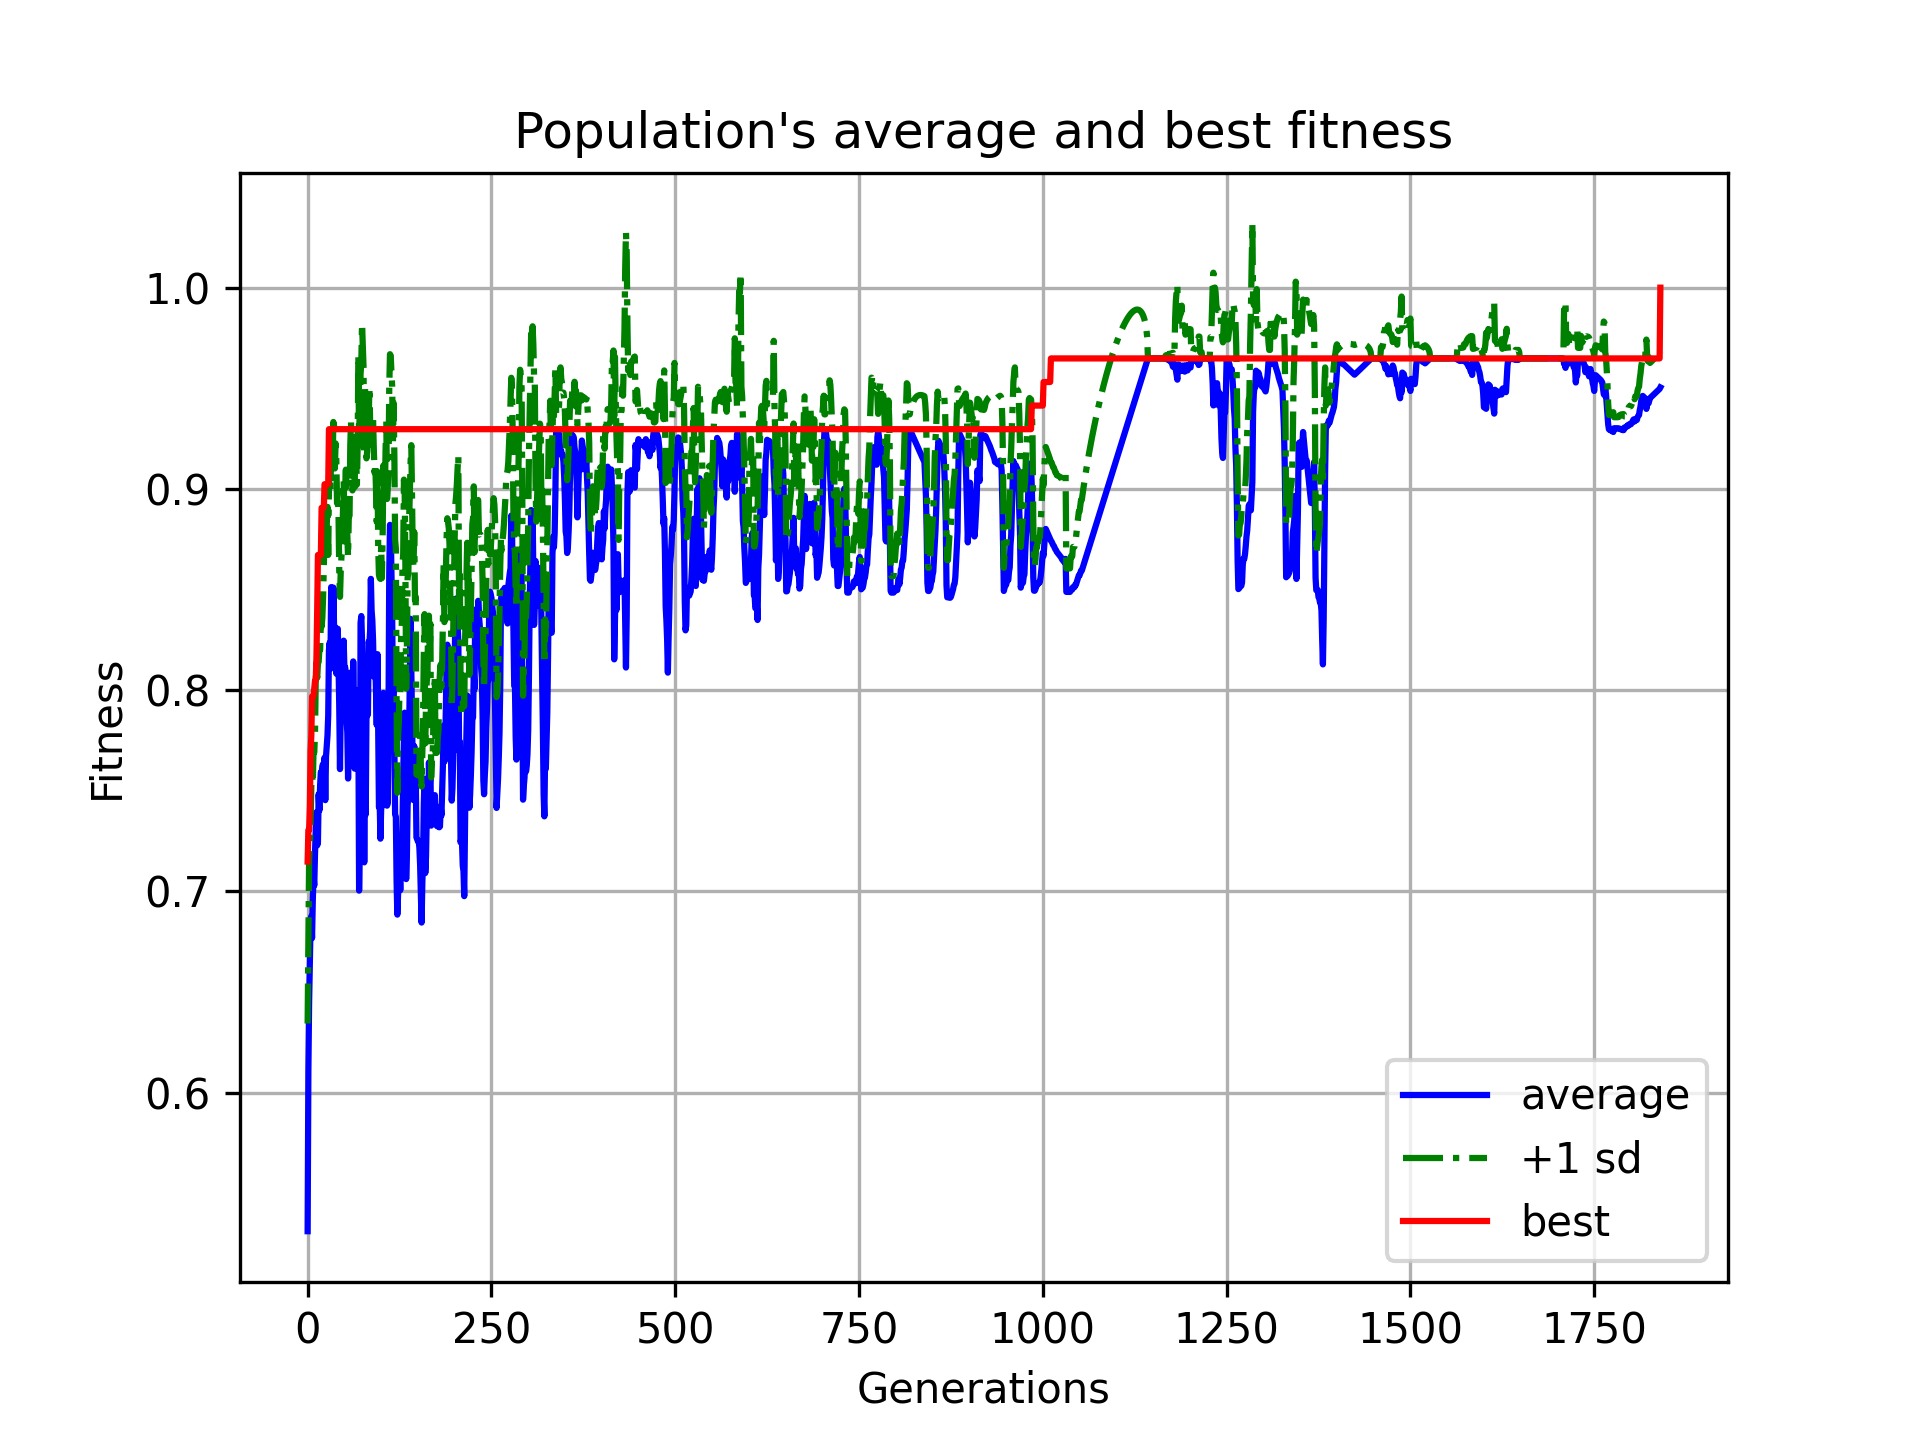 Population's average and best fitness
Fitness
1.0
0.9
0.8
0.7
0.6
0 250 500 750 1000 1250 1500 1750
Generations
average
+1 sd
best